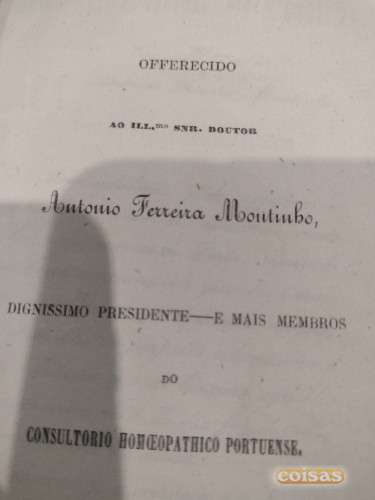 OFFERECIDO
AO ILL.mo SNR. DOUTOR
Antonio Ferreira Moutinho,
DIGNISSIMO PRESIDENTE—E MAIS MEMBROS
DO
CONSULTORIO HOMŒOPATHICO PORTUENSE.
coisas